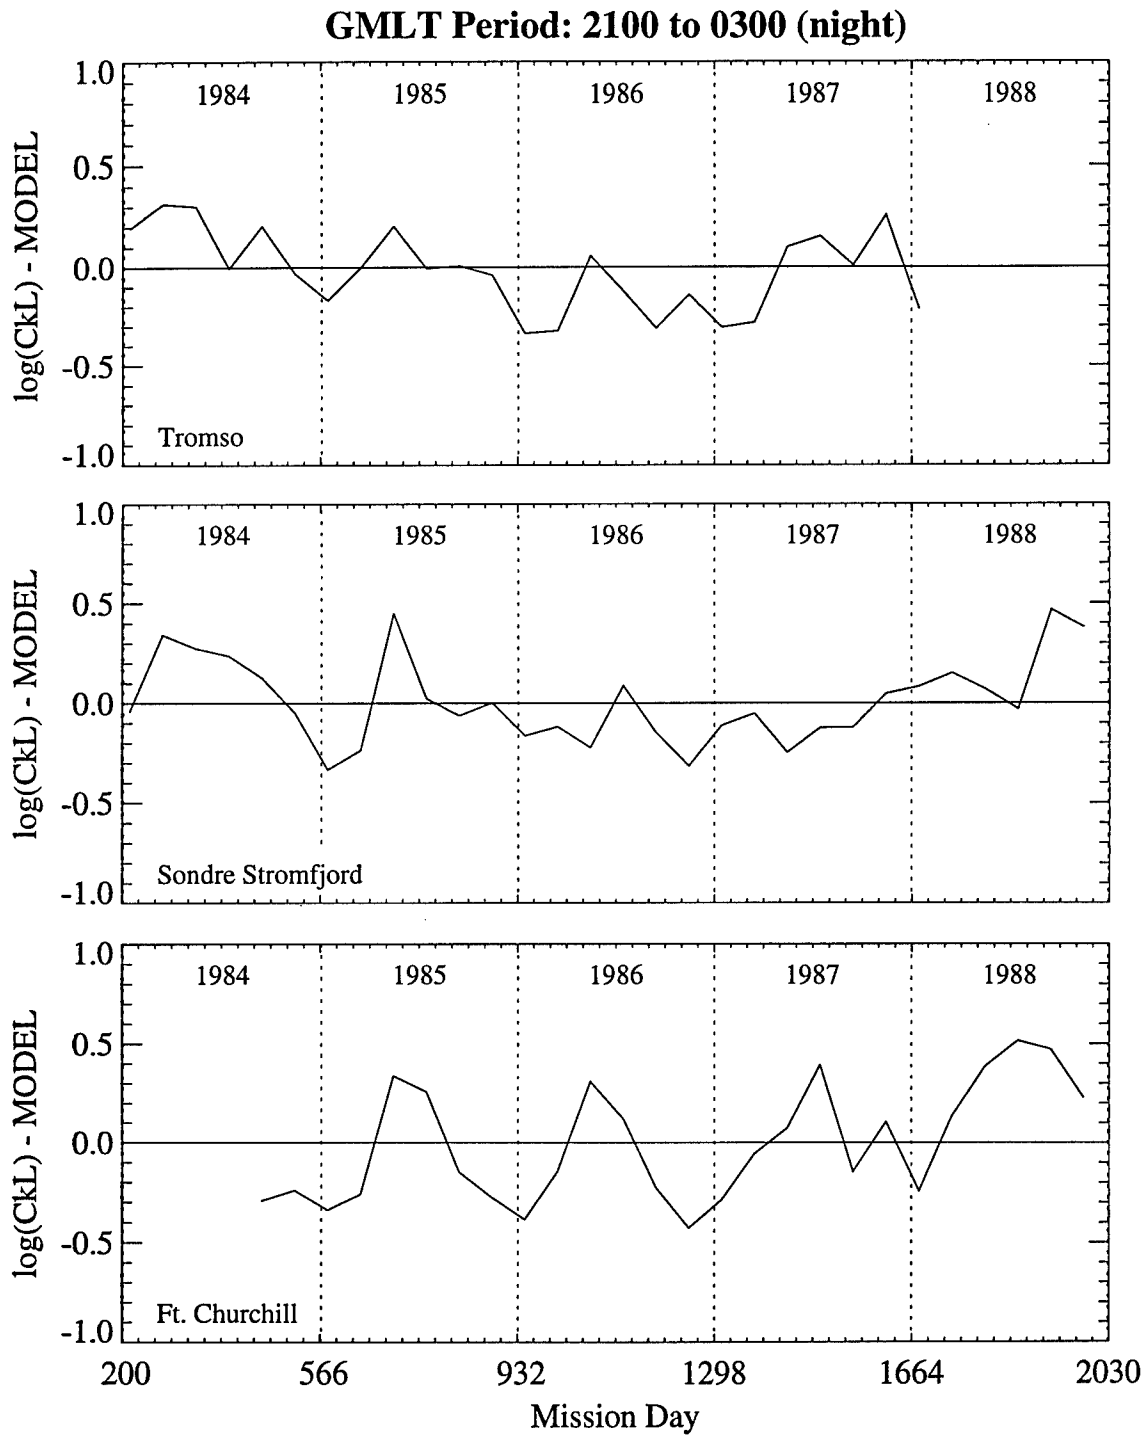 GMLT Period: 2100 to 0300 (night)
1.0
1984 1985 1986 1987 1988
0.5
log(CkL) - MODEL
0.0
-0.5
Tromso
-1.0
1.0
1984 1985 1986 1987 1988
0.5
log(CkL) - MODEL
0.0
-0.5
Sondre Stromfjord
-1.0
1.0
1984 1985 1986 1987 1988
0.5
log(CkL) - MODEL
0.0
-0.5
Ft. Churchill
-1.0
200 566 932 1298 1664 2030
Mission Day